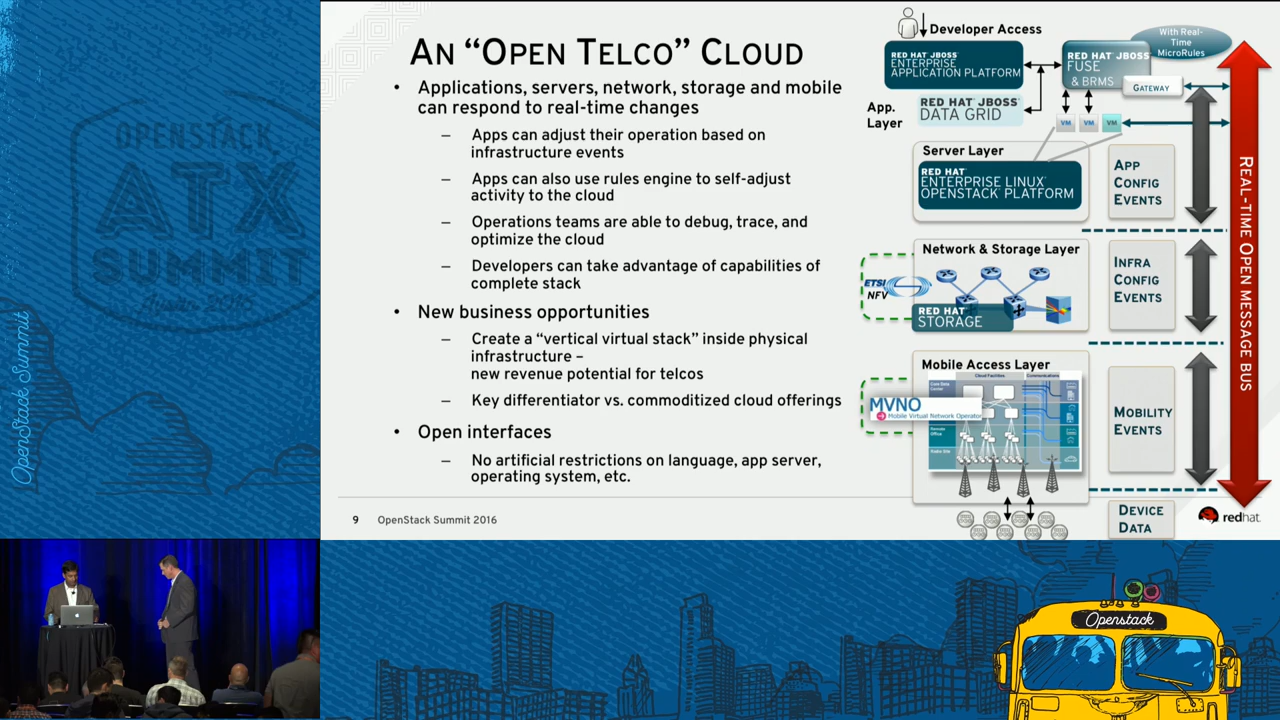 AN “OPEN TELCO” CLOUD
• Applications, servers, network, storage and mobile
can respond to real-time changes
– Apps can adjust their operation based on
infrastructure events
– Apps can also use rules engine to self-adjust
activity to the cloud
– Operations teams are able to debug, trace, and
optimize the cloud
– Developers can take advantage of capabilities of
complete stack
• New business opportunities
– Create a “vertical virtual stack” inside physical
infrastructure –
new revenue potential for telcos
– Key differentiator vs. commoditized cloud offerings
• Open interfaces
– No artificial restrictions on language, app server,
operating system, etc.
9 OpenStack Summit 2016
Developer Access
RED HAT JBOSS
ENTERPRISE
APPLICATION PLATFORM
RED HAT JBOSS
FUSE
& BRMS
With Real-
Time
MicroRules
GATEWAY
App.
Layer
RED HAT JBOSS
DATA GRID
VM VM VM
Server Layer
RED HAT
ENTERPRISE LINUX
OPENSTACK PLATFORM
APP
CONFIG
EVENTS
Network & Storage Layer
ETSI
NFV
RED HAT
STORAGE
INFRA
CONFIG
EVENTS
Mobile Access Layer
Cloud Facilities
Communications
MVNO
Mobile Virtual Network Operator
MOBILITY
EVENTS
DEVICE
DATA
REAL-TIME OPEN MESSAGE BUS
redhat
OPENSTACK
ATX
SUMMIT
OpenStack Summit
Openstack